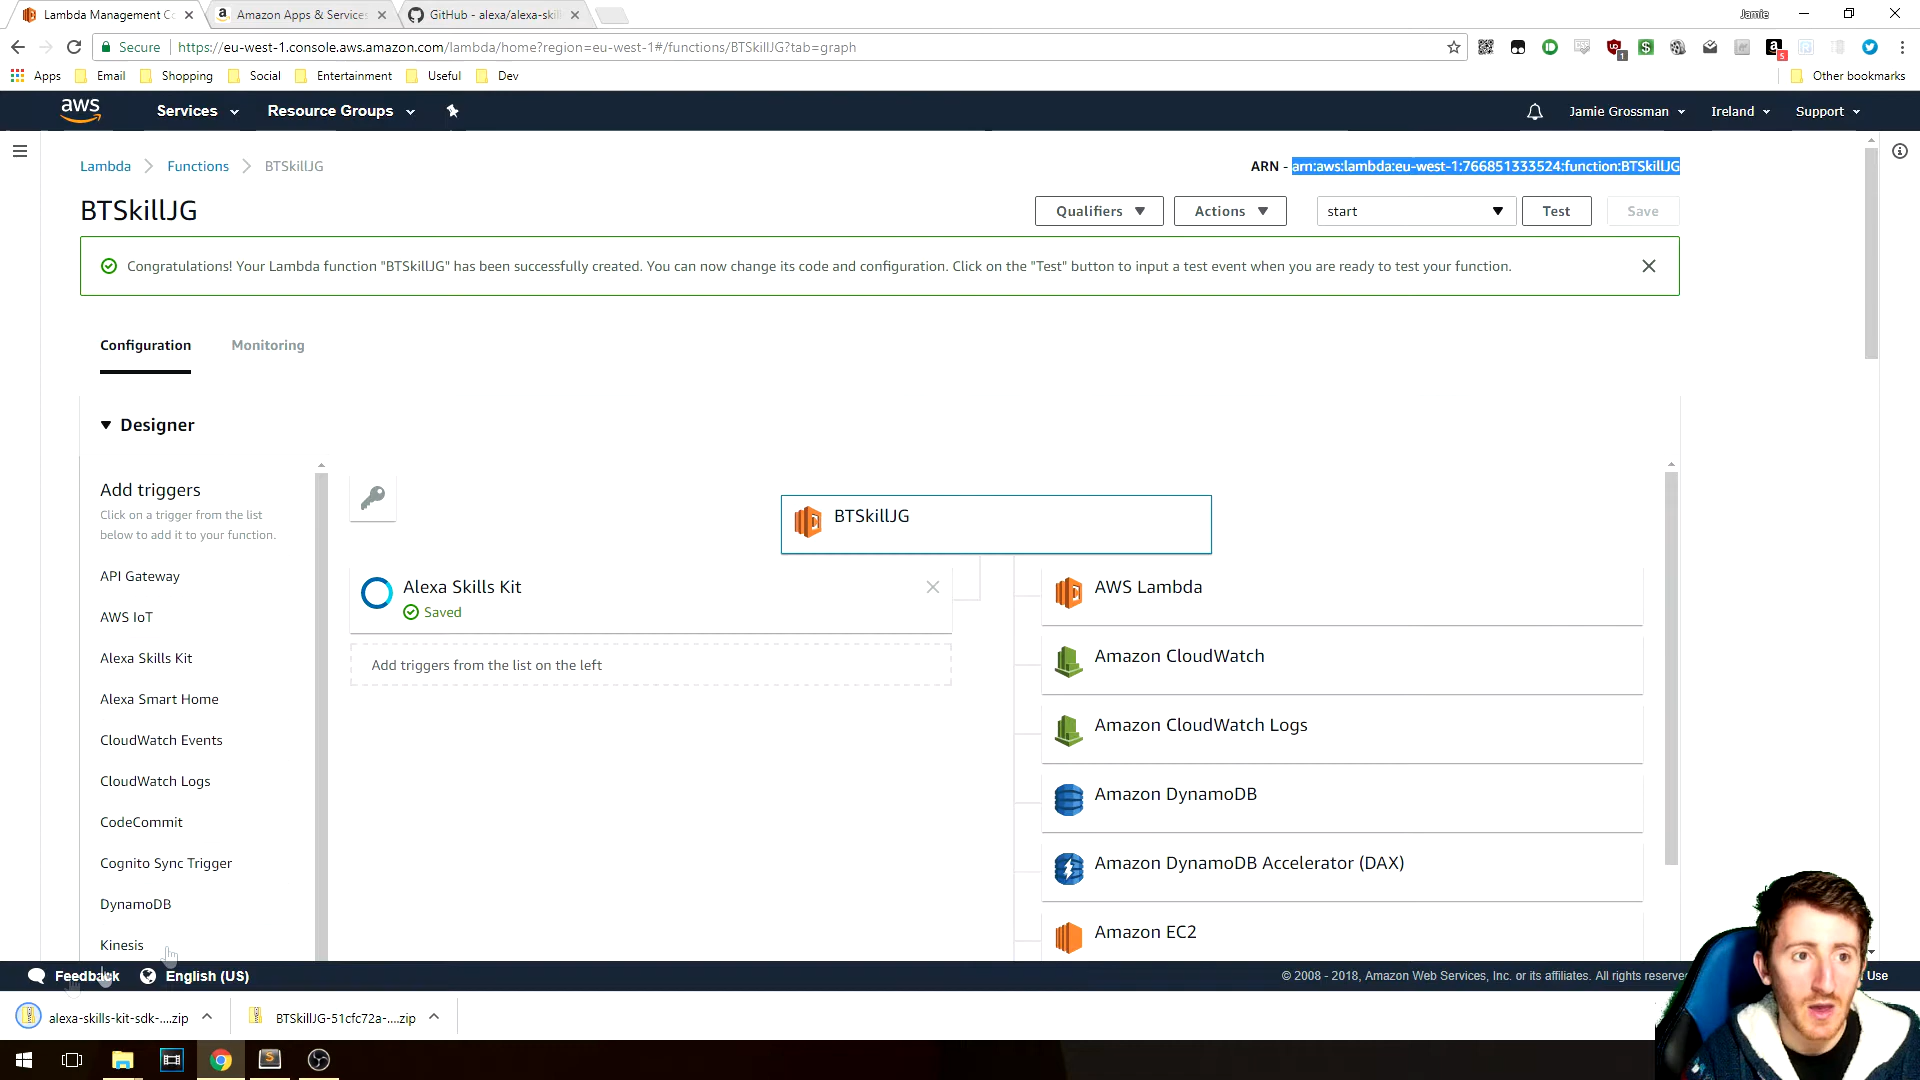 Lambda Management Co
Amazon Apps & Services
GitHub - alexa/alexa-skil
Jamie
Secure
https://eu-west-1.console.aws.amazon.com/lambda/home?region=eu-west-1#/functions/BTSkillJG?tab=graph
Apps
Email
Shopping
Social
Entertainment
Useful
Dev
Other bookmarks
aws
Services
Resource Groups
Jamie Grossman
Ireland
Support
Lambda
Functions
BTSkillJG
ARN - arn:aws:lambda:eu-west-1:766851333524:function:BTSkillJG
BTSkillJG
Qualifiers
Actions
start
Test
Save
Congratulations! Your Lambda function "BTSkillJG" has been successfully created. You can now change its code and configuration. Click on the "Test" button to input a test event when you are ready to test your function.
Configuration
Monitoring
Designer
Add triggers
Click on a trigger from the list
below to add it to your function.
API Gateway
AWS IoT
Alexa Skills Kit
Alexa Smart Home
CloudWatch Events
CloudWatch Logs
CodeCommit
Cognito Sync Trigger
DynamoDB
Kinesis
BTSkillJG
Alexa Skills Kit
Saved
Add triggers from the list on the left
AWS Lambda
Amazon CloudWatch
Amazon CloudWatch Logs
Amazon DynamoDB
Amazon DynamoDB Accelerator (DAX)
Amazon EC2
Feedback
English (US)
© 2008 - 2018, Amazon Web Services, Inc. or its affiliates. All rights reserve
Use
alexa-skills-kit-sdk-....zip
BTSkillJG-51cfc72a-....zip